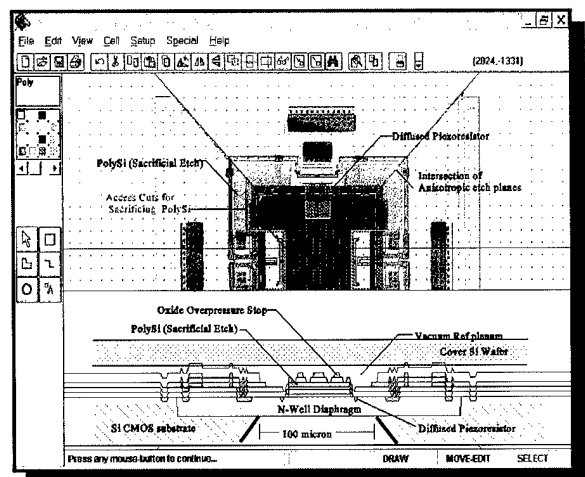 File Edit View Cell Setup Special Help
(2024,-1331)
Poly
Diffused Piezoresistor
PolySi (Sacrificial Etch)
Intersection of
Anisotropic etch planes
Access Cuts for
Sacrificing PolySi
Oxide Overpressure Stop
PolySi (Sacrificial Etch)
Vacuum Ref planum
Cover Si Wafer
N-Well Diaphragm
Si CMOS substrate
100 micron
Diffused Piezoresistor
Press any mouse-button to continue... DRAW MOVE-EDIT SELECT